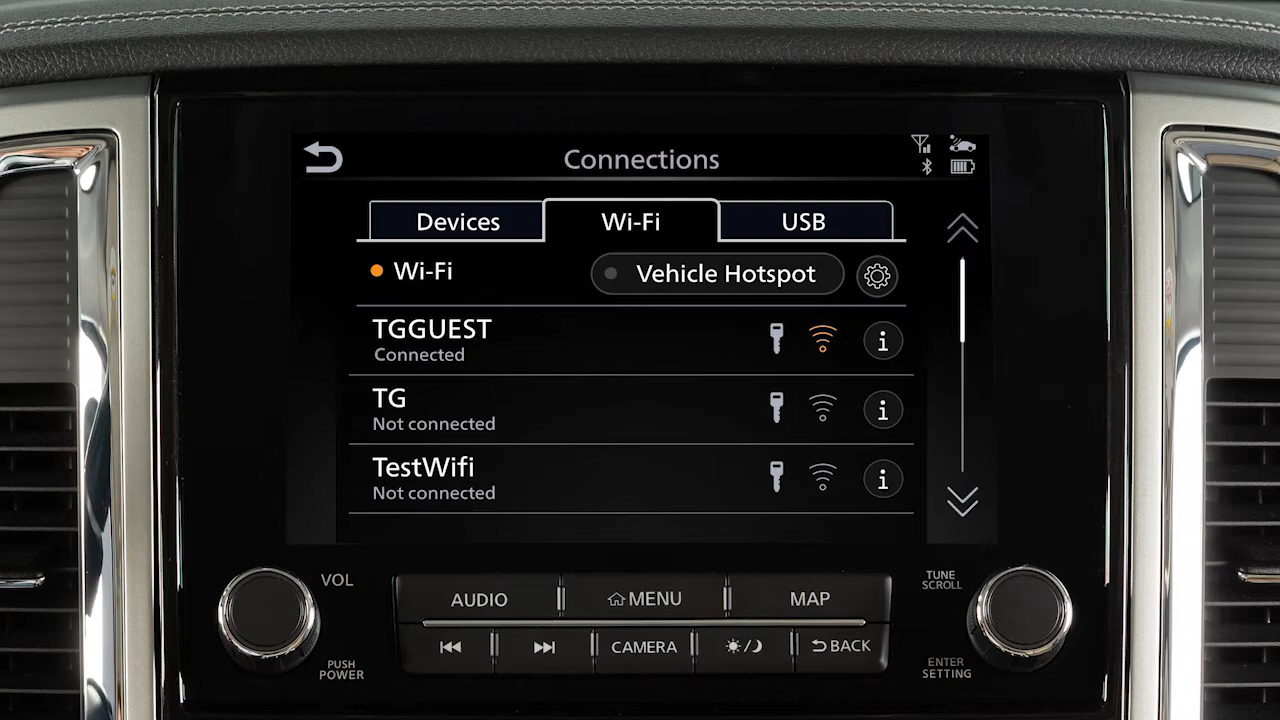 Connections
Devices
Wi-Fi
USB
Wi-Fi
Vehicle Hotspot
TGGUEST
Connected
TG
Not connected
TestWifi
Not connected
VOL
PUSH
POWER
AUDIO
MENU
MAP
CAMERA
BACK
TUNE
SCROLL
ENTER
SETTING